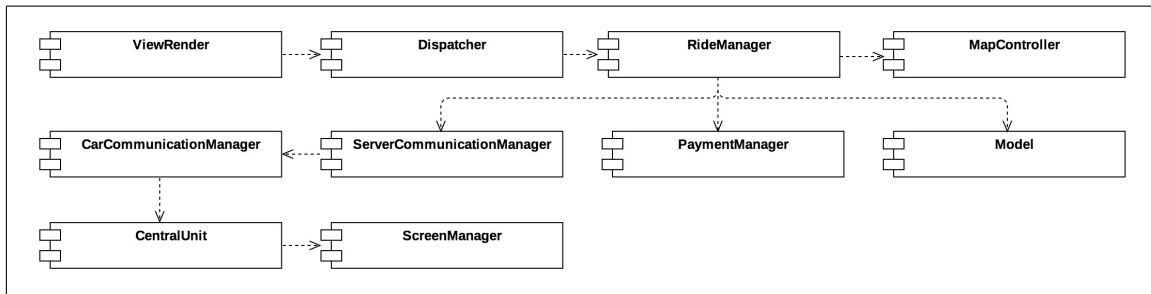 ViewRender
Dispatcher
RideManager
MapController
CarCommunicationManager
ServerCommunicationManager
PaymentManager
Model
CentralUnit
ScreenManager